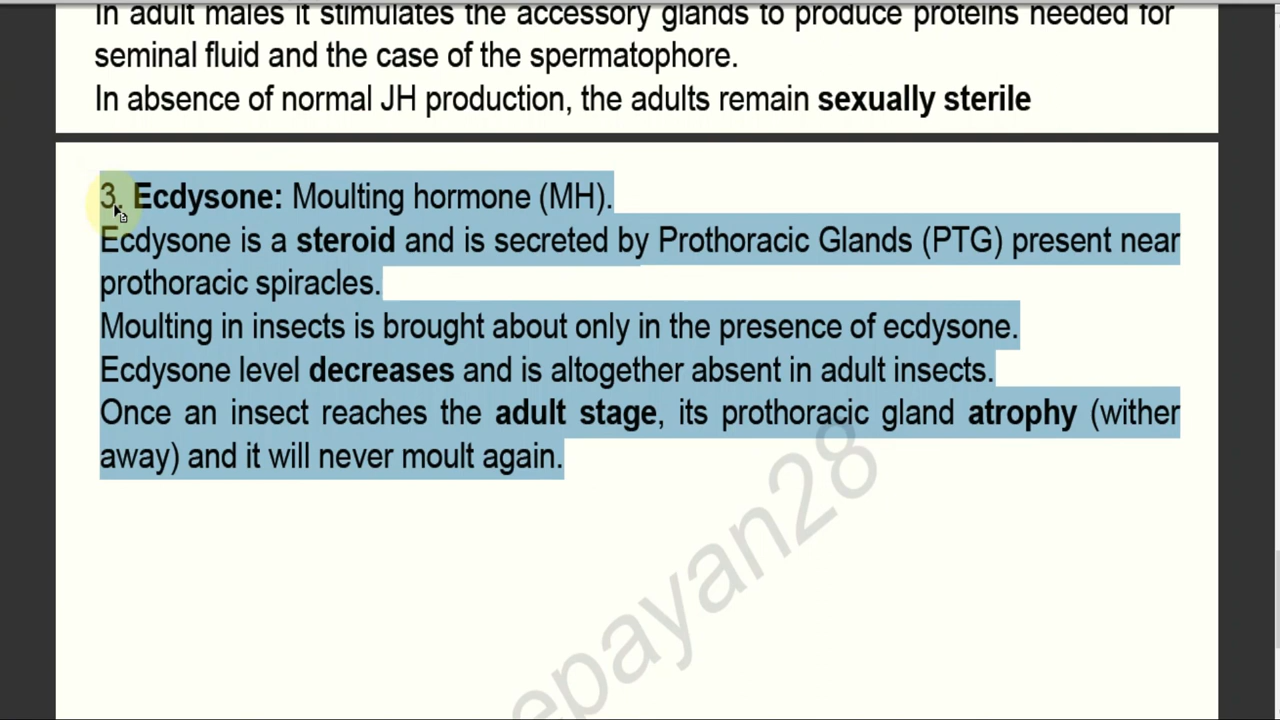 In adult males it stimulates the accessory glands to produce proteins needed for
seminal fluid and the case of the spermatophore.
In absence of normal JH production, the adults remain sexually sterile
3. Ecdysone: Moulting hormone (MH).
Ecdysone is a steroid and is secreted by Prothoracic Glands (PTG) present near
prothoracic spiracles.
Moulting in insects is brought about only in the presence of ecdysone.
Ecdysone level decreases and is altogether absent in adult insects.
Once an insect reaches the adult stage, its prothoracic gland atrophy (wither
away) and it will never moult again.
epayan28